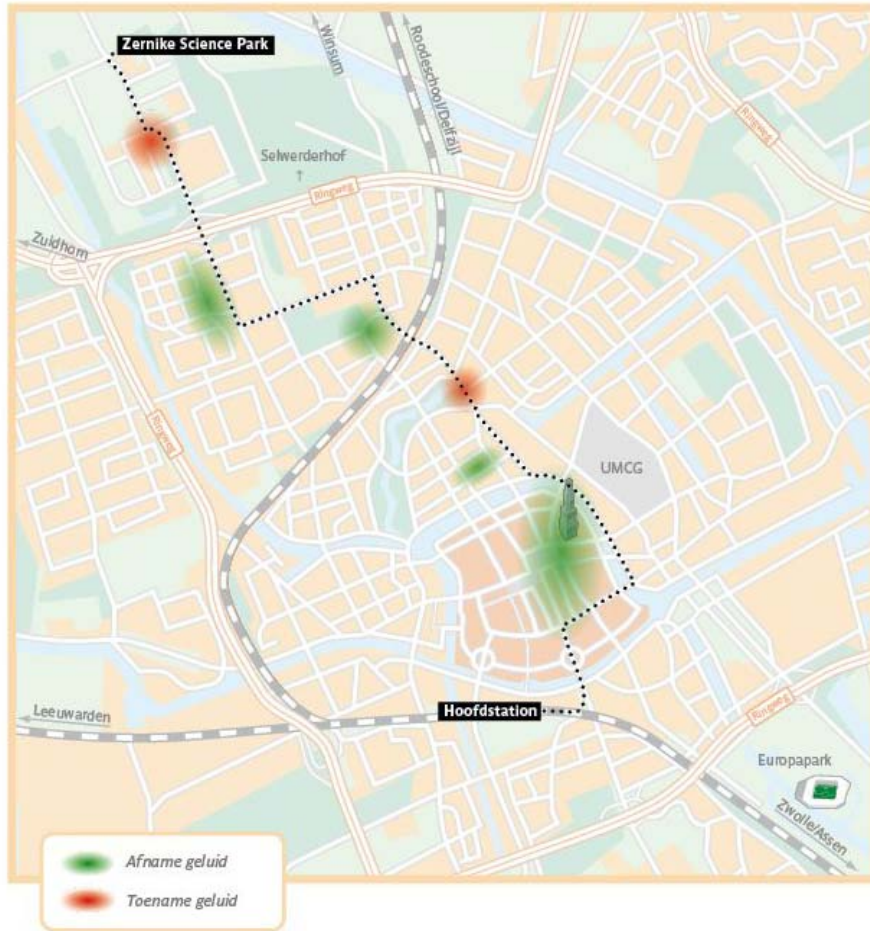 Zernike Science Park
Winsum
Roodeschool/Delfzijl
Ringweg
Selwerderhof
Ringweg
Zuidhorn
Ringweg
UMCG
Leeuwarden
Hoofdstation
Ringweg
Europapark
Zwolle/Assen
Afname geluid
Toename geluid